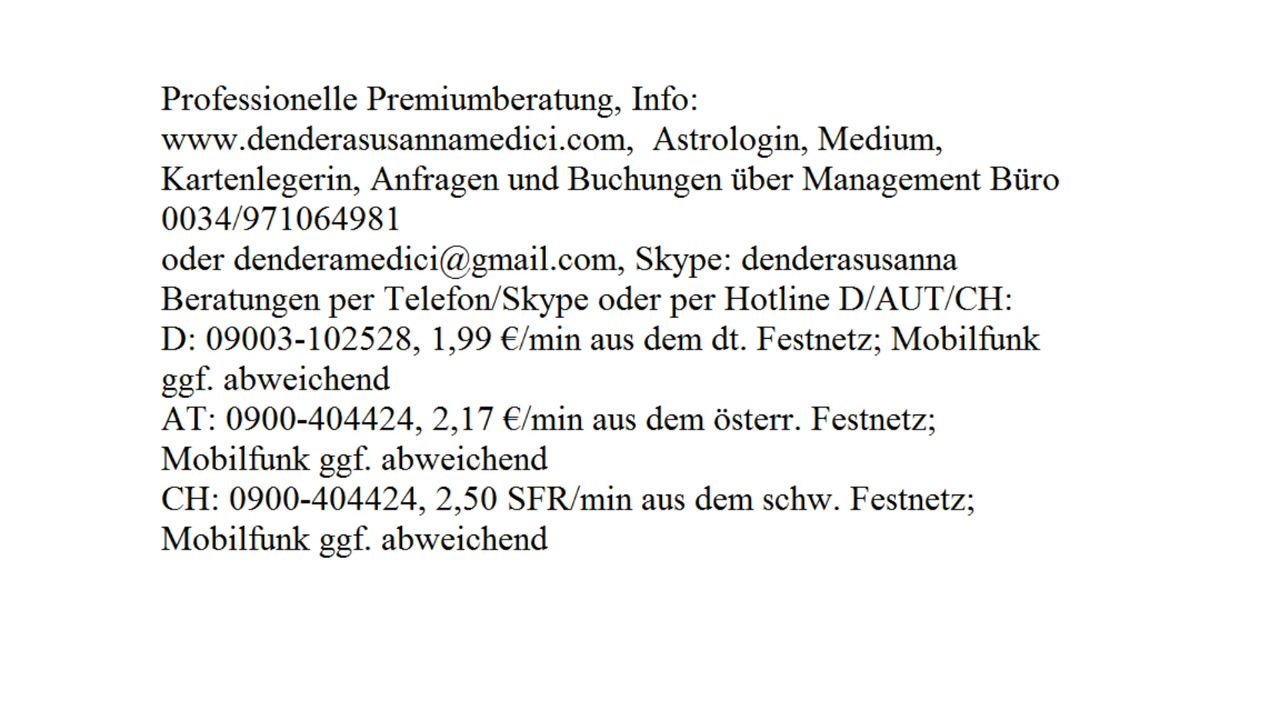 Professionelle Premiumberatung, Info:
www.denderasusannamedici.com,  Astrologin, Medium,
Kartenlegerin, Anfragen und Buchungen über Management Büro
0034/971064981
oder denderamedici@gmail.com, Skype: denderasusanna
Beratungen per Telefon/Skype oder per Hotline D/AUT/CH:
D: 09003-102528, 1,99 €/min aus dem dt. Festnetz; Mobilfunk
ggf. abweichend
AT: 0900-404424, 2,17 €/min aus dem österr. Festnetz;
Mobilfunk ggf. abweichend
CH: 0900-404424, 2,50 SFR/min aus dem schw. Festnetz;
Mobilfunk ggf. abweichend